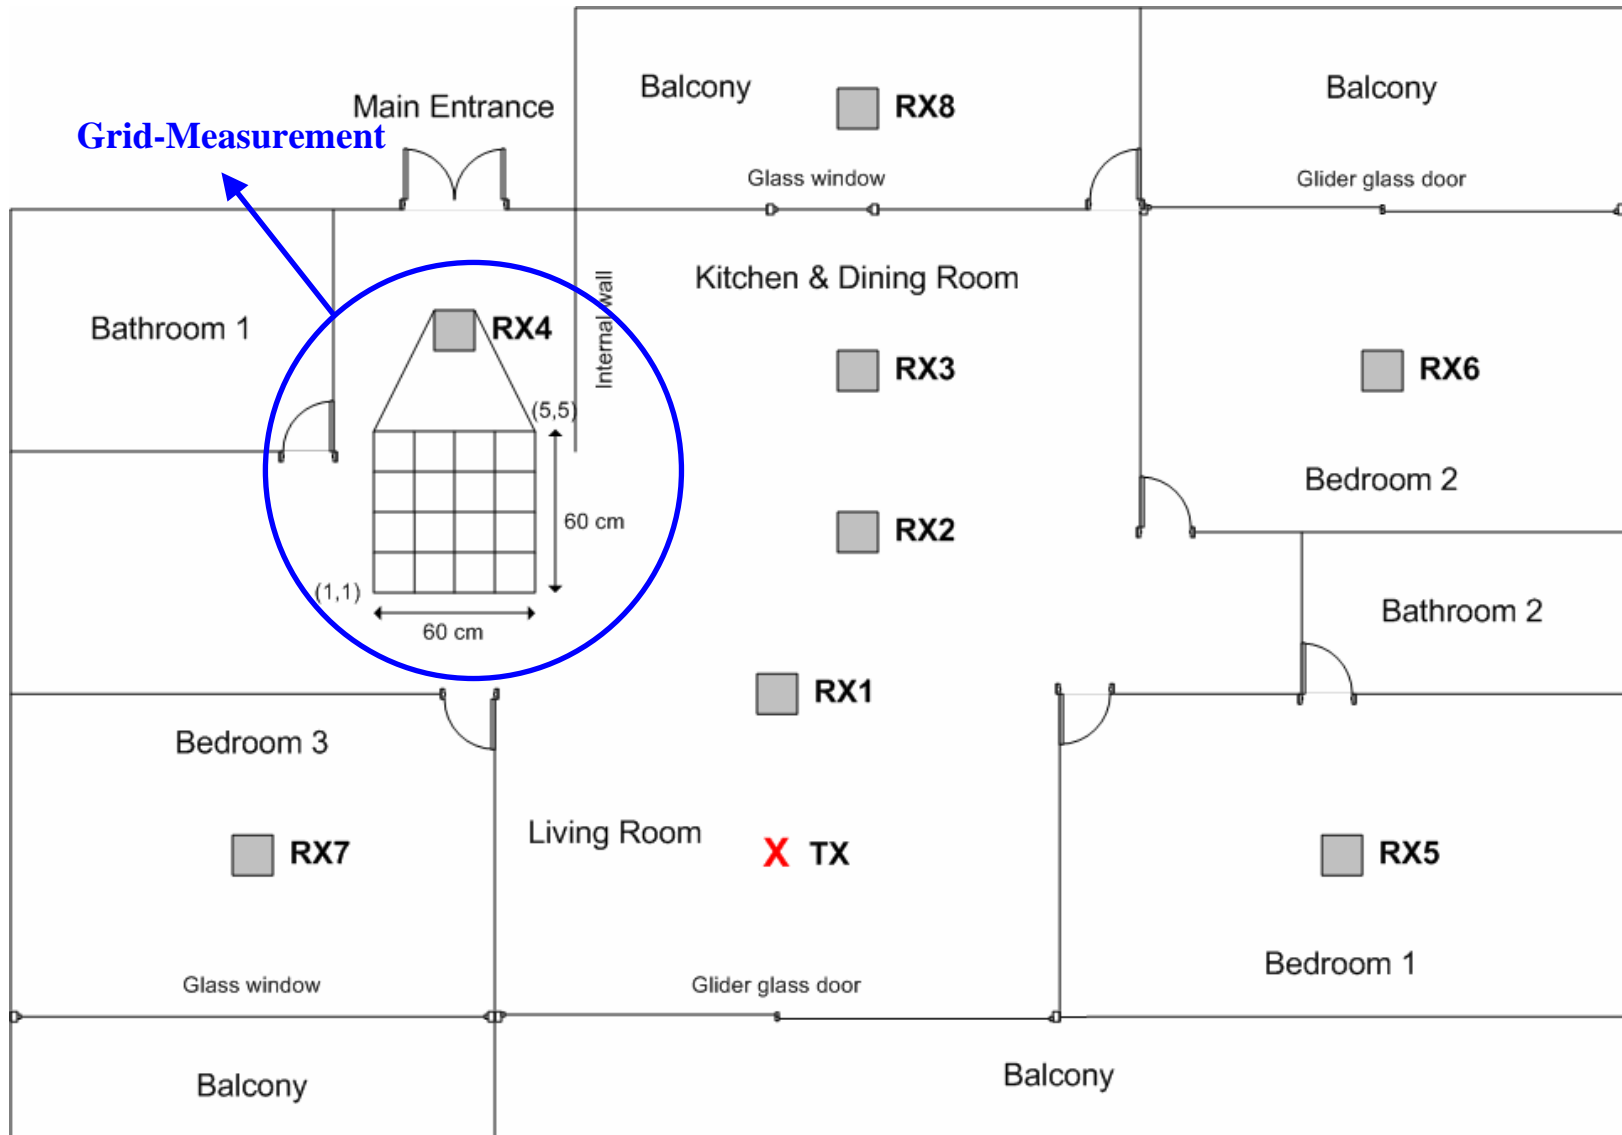 Balcony
RX8
Balcony
Main Entrance
Grid-Measurement
Glass window
Glider glass door
Kitchen & Dining Room
Internal wall
Bathroom 1
RX4
RX3
RX6
(5,5)
Bedroom 2
60 cm
RX2
(1,1)
60 cm
Bathroom 2
RX1
Bedroom 3
Living Room
X TX
RX7
RX5
Bedroom 1
Glass window
Glider glass door
Balcony
Balcony